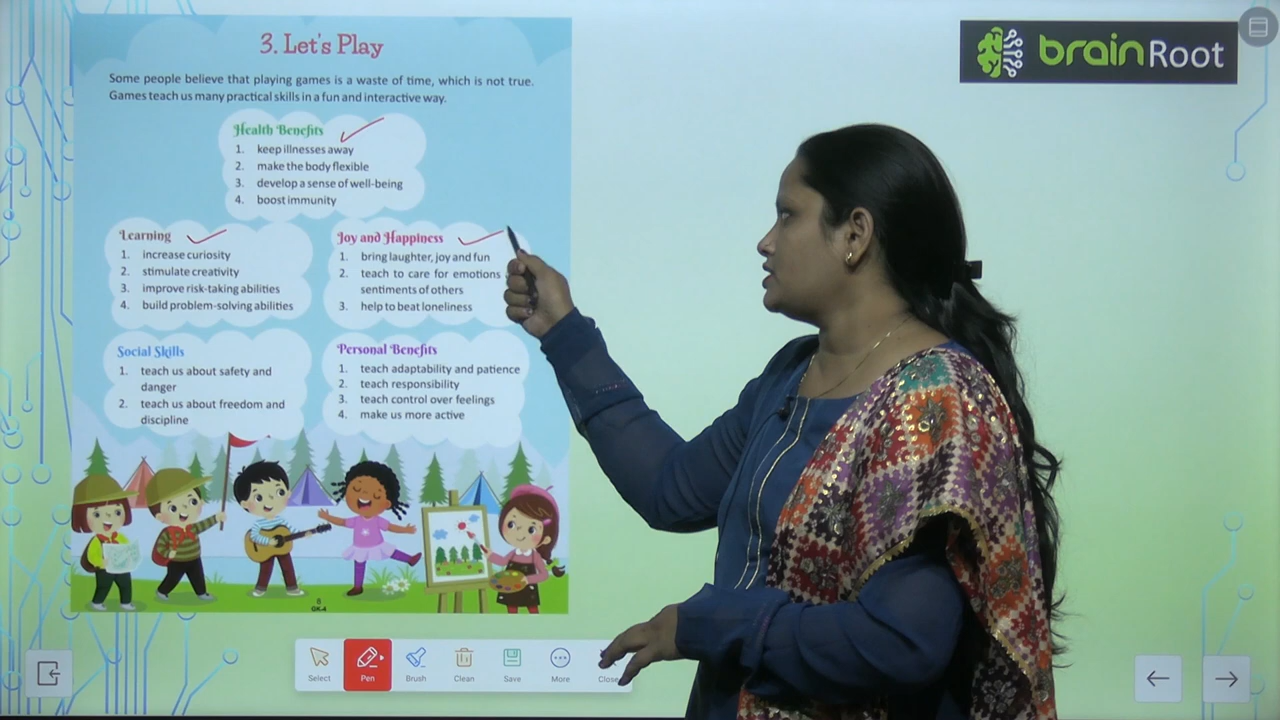 3. Let's Play
brainRoot
Some people believe that playing games is a waste of time, which is not true.
Games teach us many practical skills in a fun and interactive way.
Health Benefits
1. keep illnesses away
2. make the body flexible
3. develop a sense of well-being
4. boost immunity
Learning
1. increase curiosity
2. stimulate creativity
3. improve risk-taking abilities
4. build problem-solving abilities
Joy and Happiness
1. bring laughter, joy and fun
2. teach to care for emotions
sentiments of others
3. help to beat loneliness
Social Skills
1. teach us about safety and
danger
2. teach us about freedom and
discipline
Personal Benefits
1. teach adaptability and patience
2. teach responsibility
3. teach control over feelings
4. make us more active
GK-4
Select
Pen
Brush
Clean
Save
More
Close